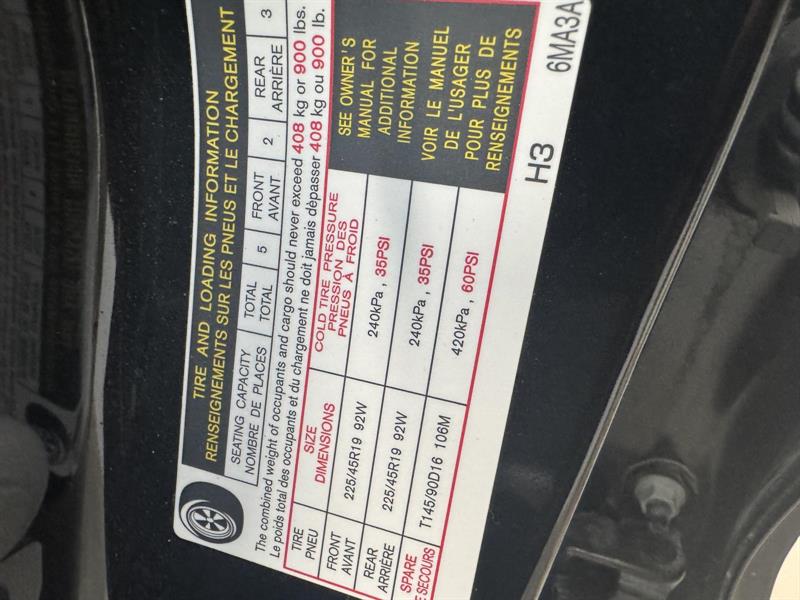 TIRE AND LOADING INFORMATION
RENSEIGNEMENTS SUR LES PNEUS ET LE CHARGEMENT
SEATING CAPACITY TOTAL 5 FRONT 2 REAR 3
NOMBRE DE PLACES TOTAL AVANT ARRIÈRE
The combined weight of occupants and cargo should never exceed 408 kg or 900 lbs.
Le poids total des occupants et du chargement ne doit jamais dépasser 408 kg ou 900 lb.
TIRE SIZE COLD TIRE PRESSURE
PNEU DIMENSIONS PRESSION DES
PNEUS À FROID
FRONT 225/45R19 92W 240kPa , 35PSI
AVANT
REAR 225/45R19 92W 240kPa , 35PSI
ARRIÈRE
SPARE T145/90D16 106M 420kPa , 60PSI
SECOURS
SEE OWNER'S
MANUAL FOR
ADDITIONAL
INFORMATION
VOIR LE MANUEL
DE L'USAGER
POUR PLUS DE
RENSEIGNEMENTS
H3 6MA3A